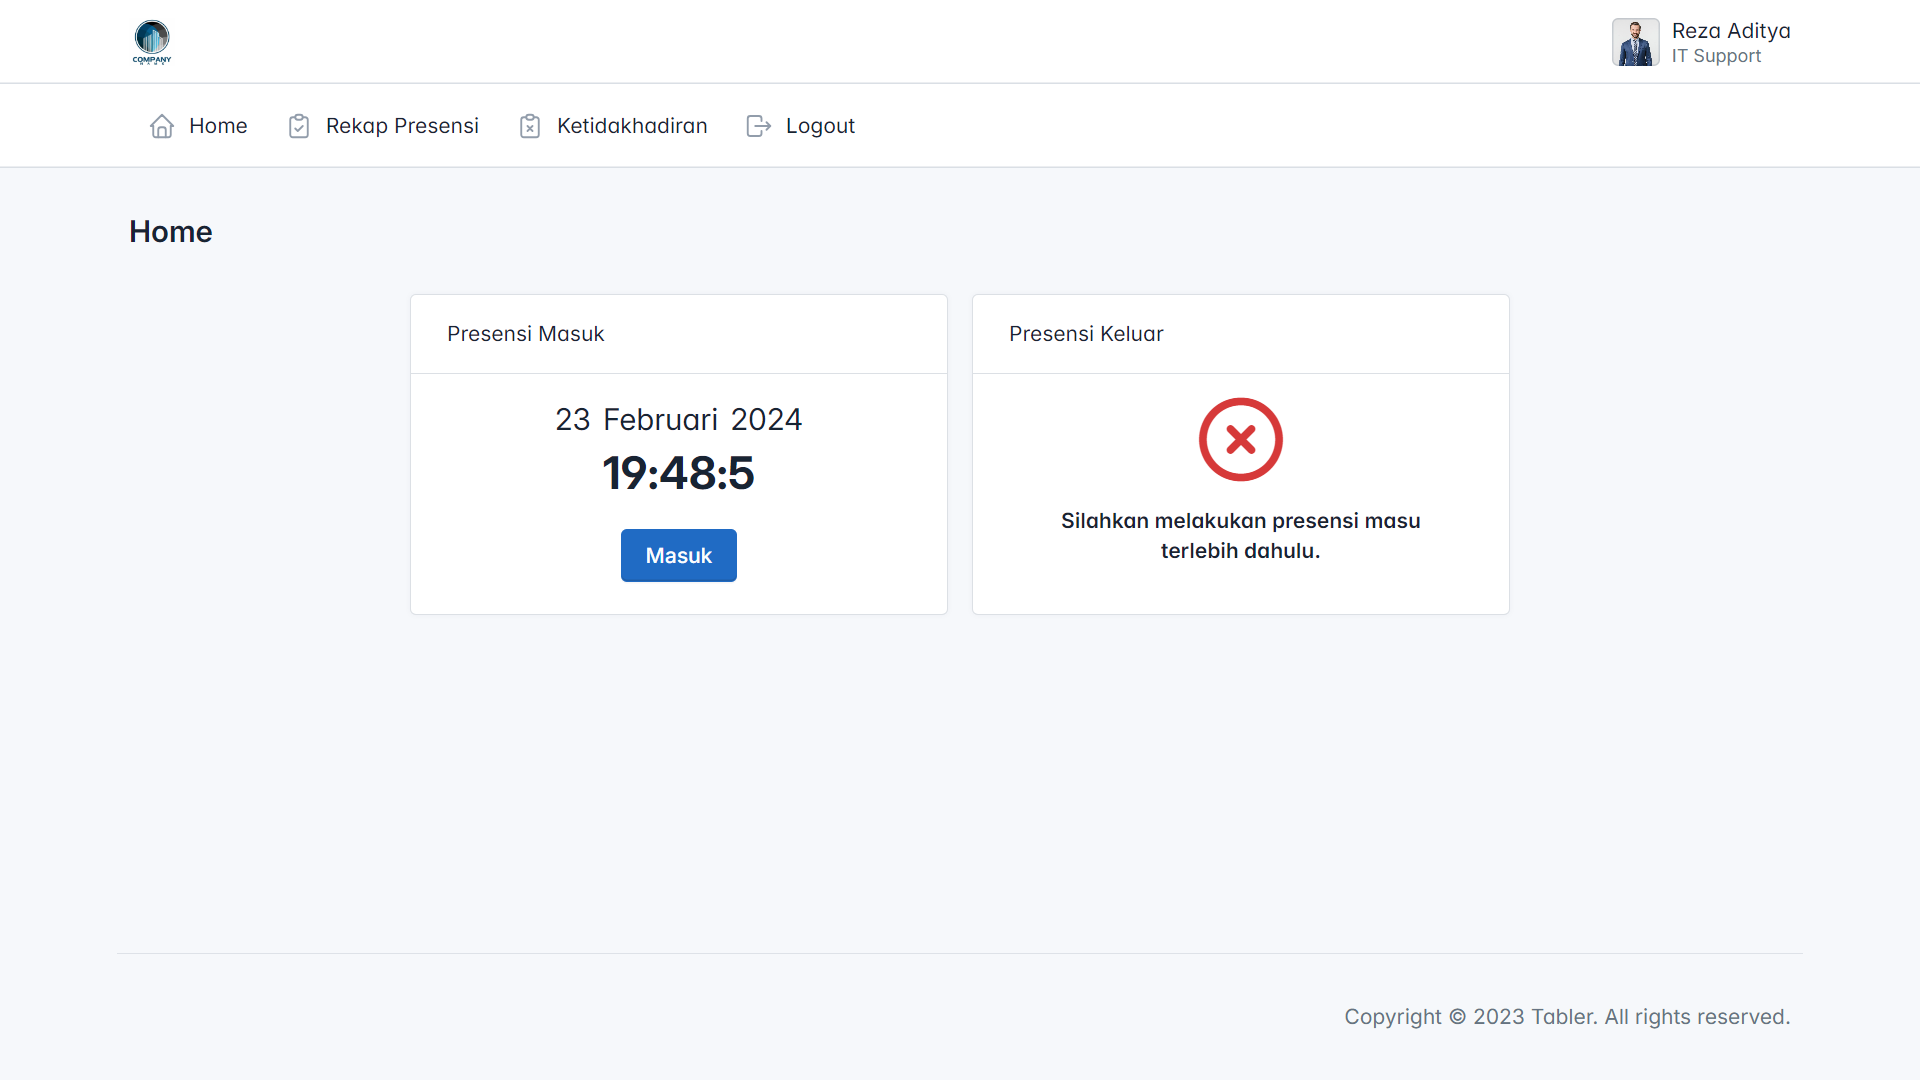 COMPANY
NAME
Reza Aditya
IT Support
Home
Rekap Presensi
Ketidakhadiran
Logout
Home
Presensi Masuk
23 Februari 2024
19:48:5
Masuk
Presensi Keluar
Silahkan melakukan presensi masu
terlebih dahulu.
Copyright © 2023 Tabler. All rights reserved.